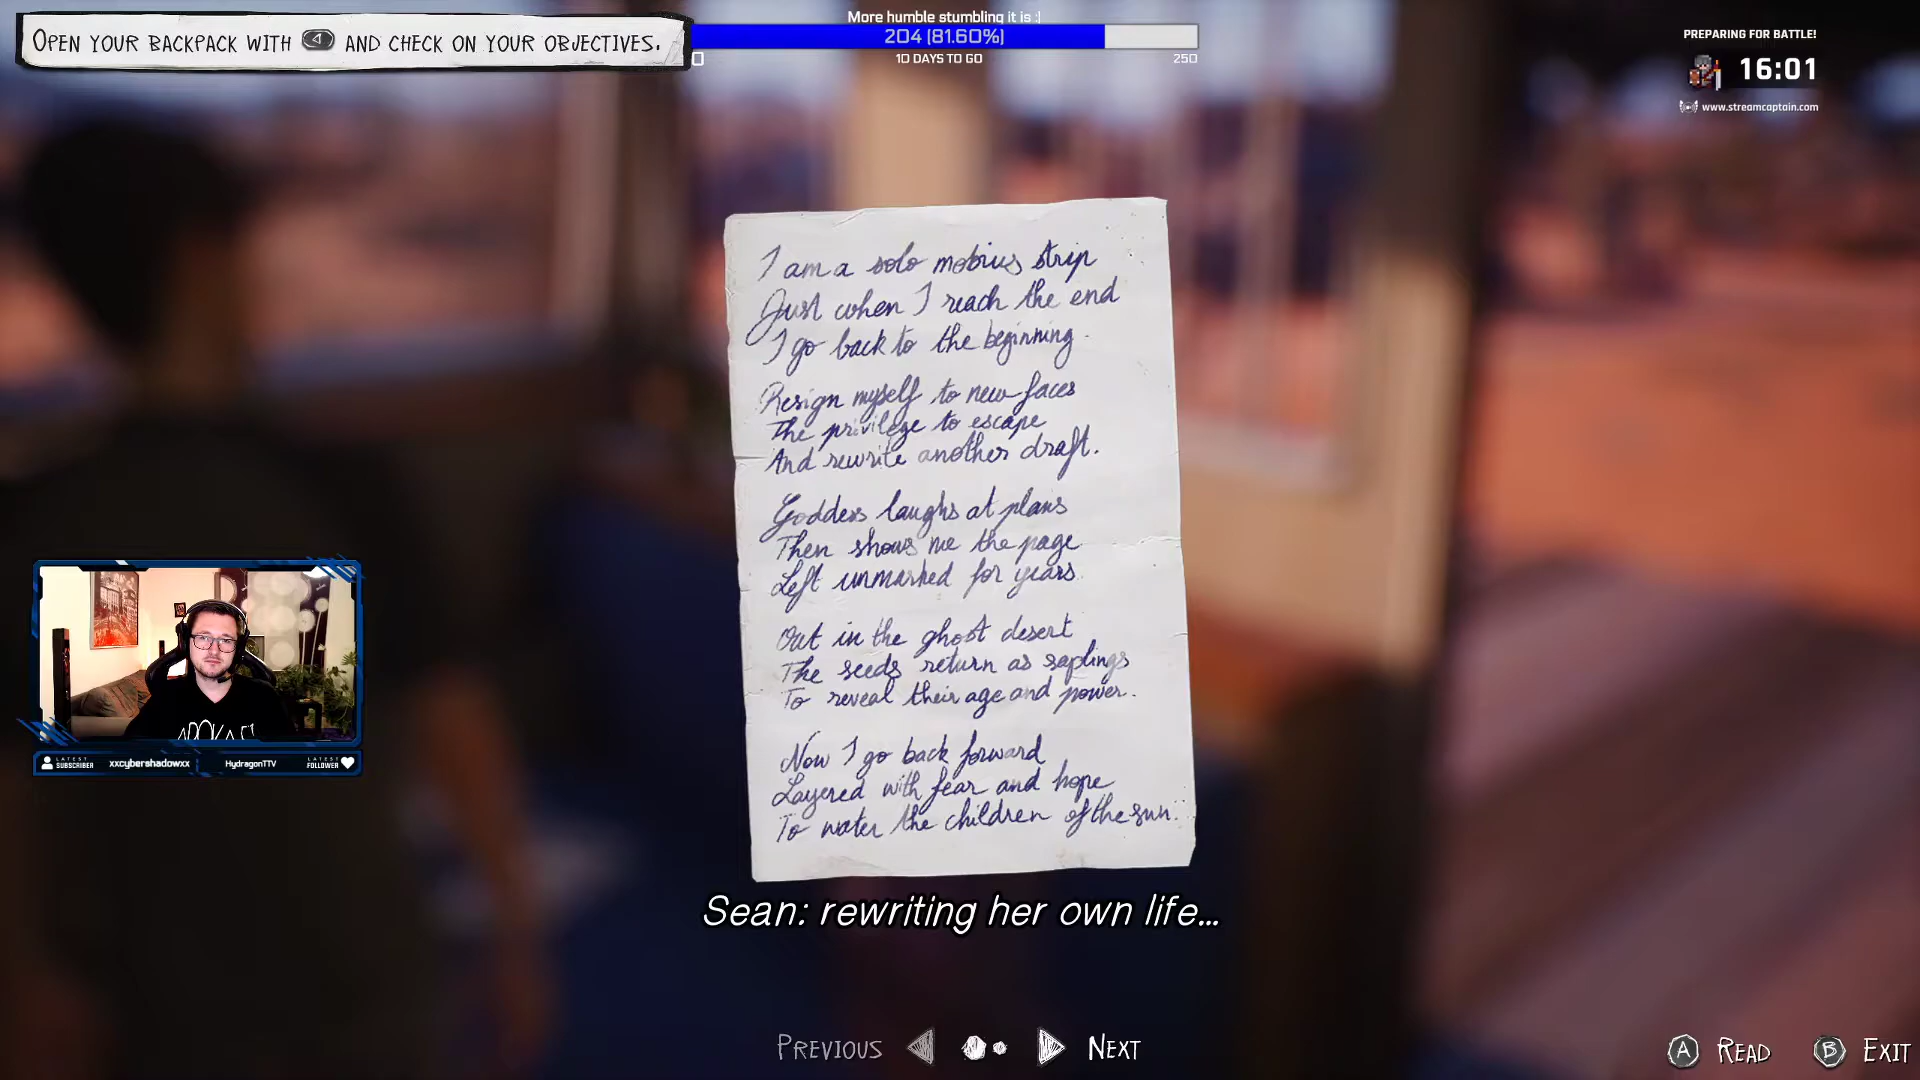 OPEN YOUR BACKPACK WITH AND CHECK ON YOUR OBJECTIVES.
More humble stumbling it is :)
204 (81.60%)
0
10 DAYS TO GO
250
PREPARING FOR BATTLE!
16:01
www.streamcaptain.com
I am a solo mobius strip
Just when I reach the end
I go back to the beginning.
Resign myself to new faces
The privilege to escape
And rewrite another draft.
Goddess laughs at plans
Then shows me the page
Left unmarked for years.
Out in the ghost desert
The seeds return as saplings
To reveal their age and power.
Now I go back forward
Layered with fear and hope
To water the children of the sun.
LATEST SUBSCRIBER xxcybershadowxx HydragonTTV LATEST FOLLOWER
Sean: rewriting her own life...
PREVIOUS NEXT
A READ B EXIT